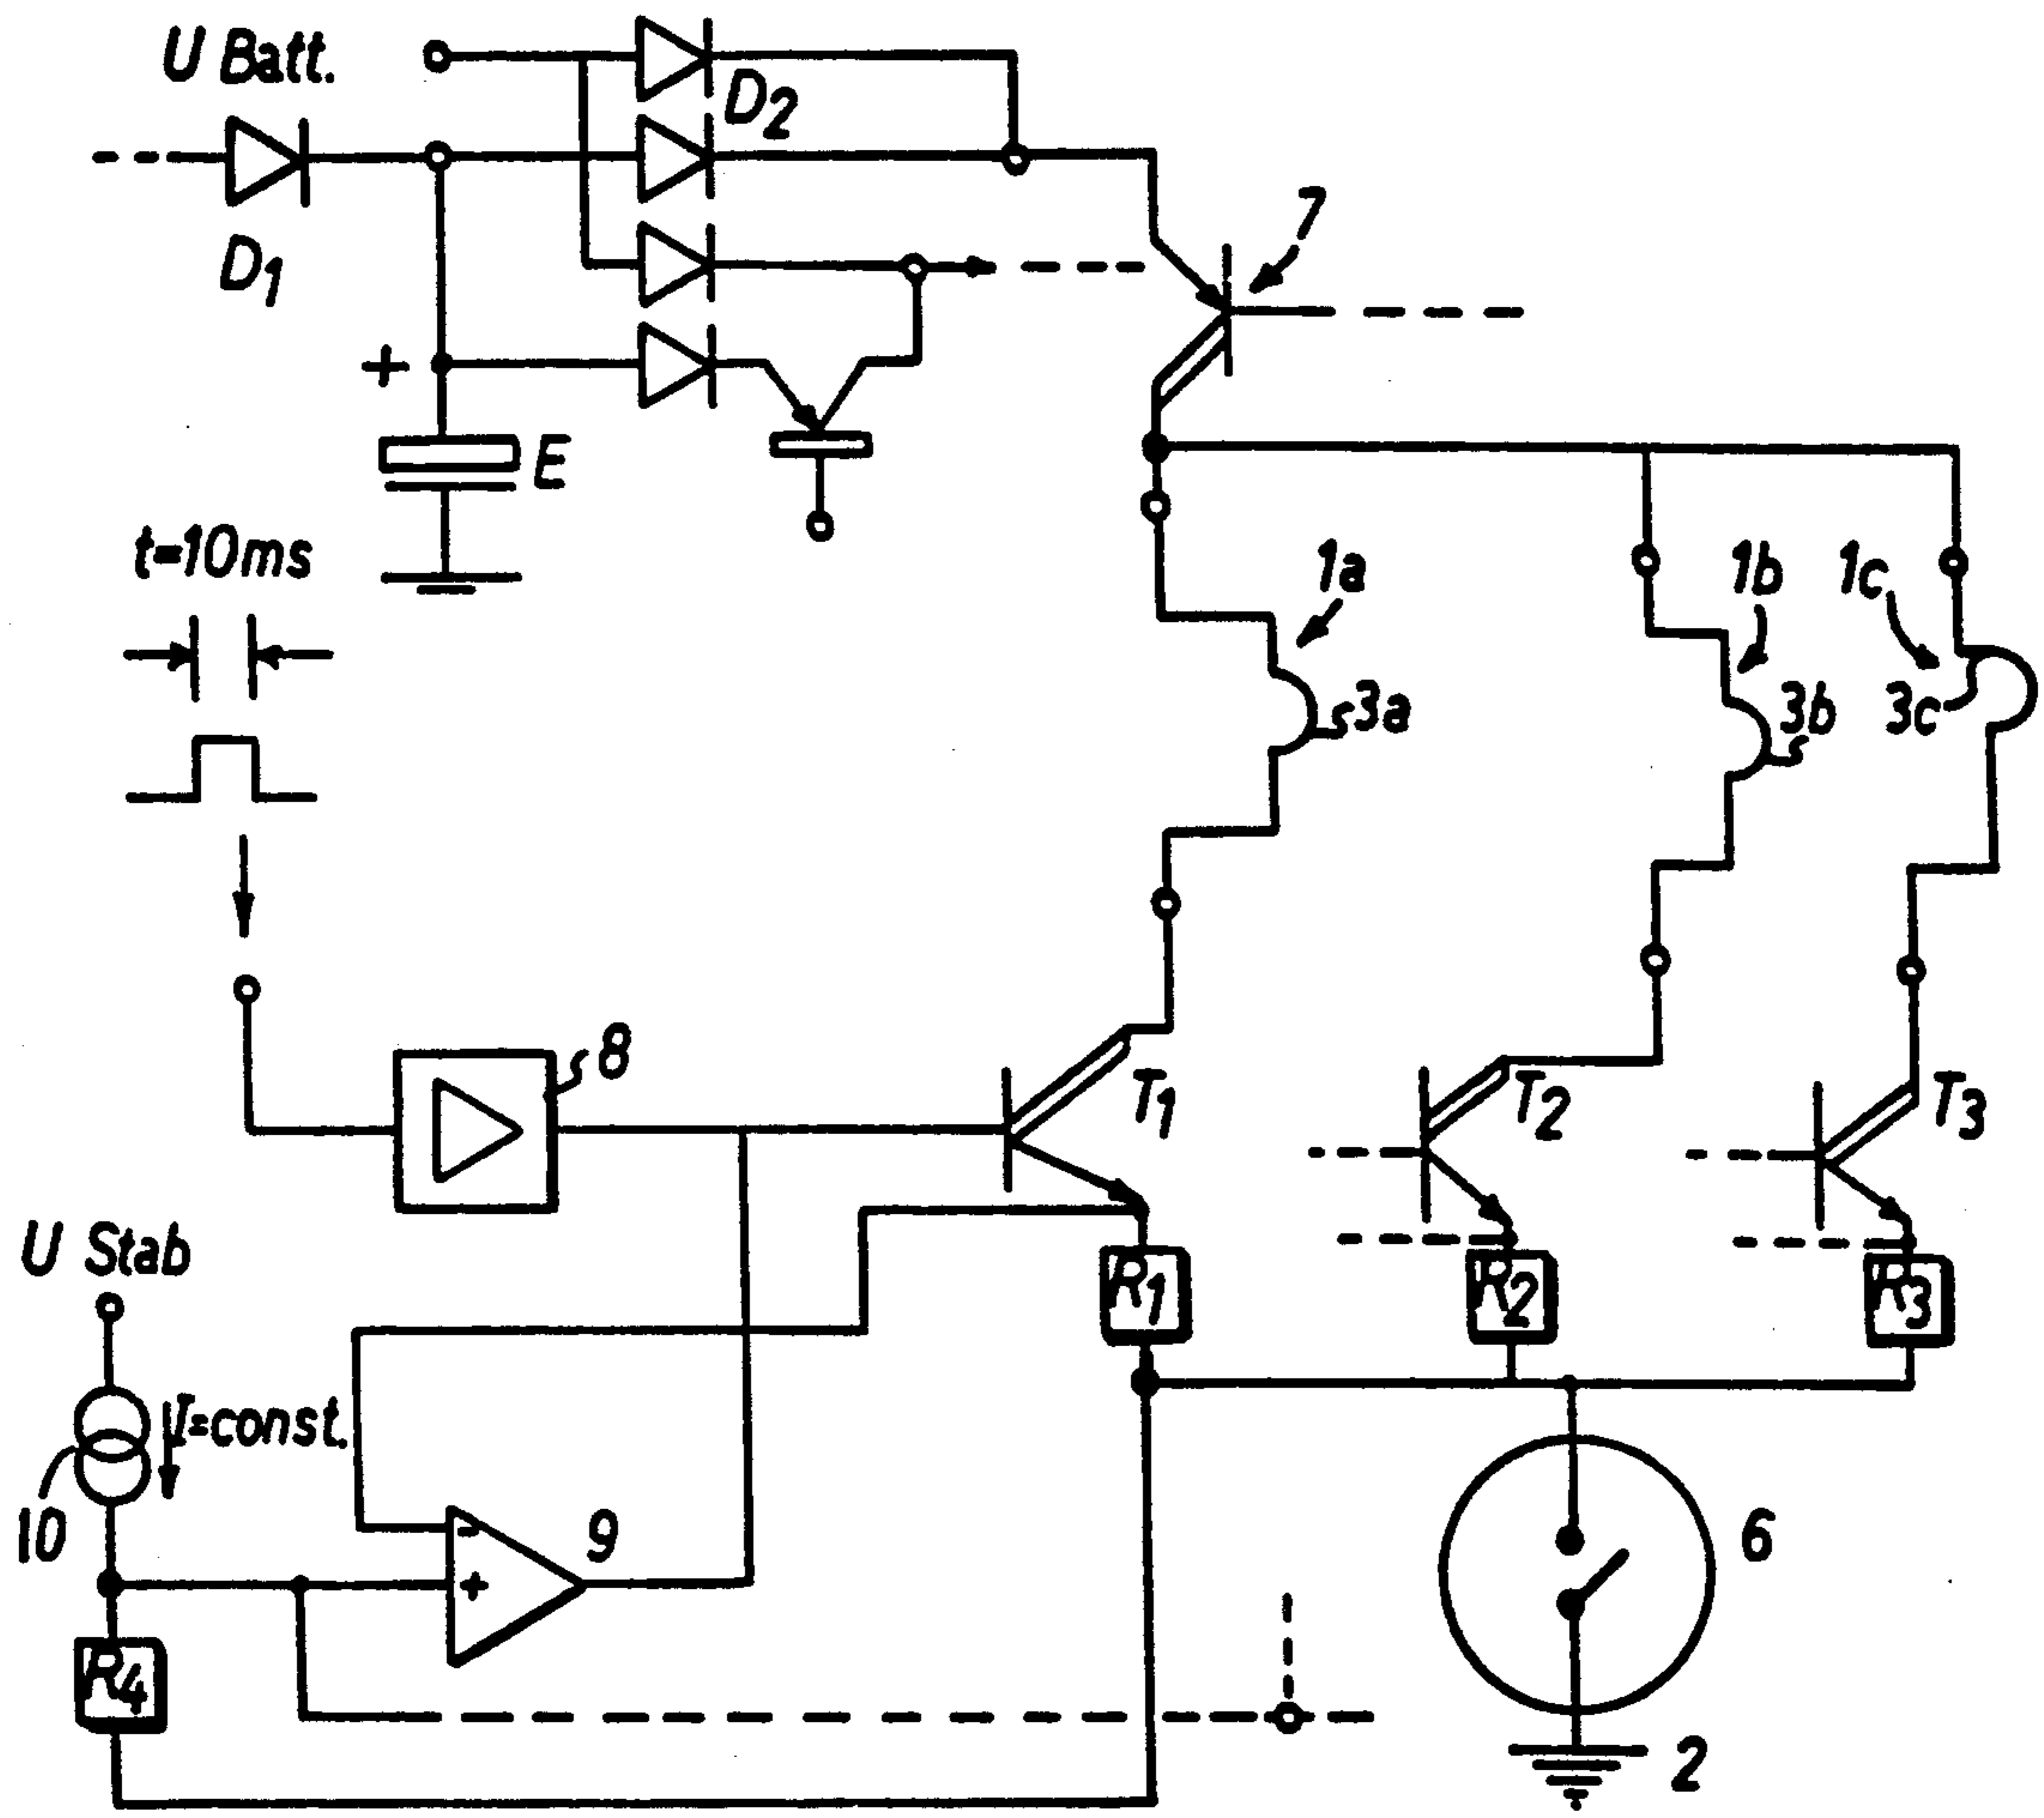 U Batt.
D2
D1
7
+
E
t=10ms
1a
1b
1c
3a
3b
3c
8
T1
T2
T3
U Stab
R1
R2
R3
I=const.
10
-
9
+
6
R4
2